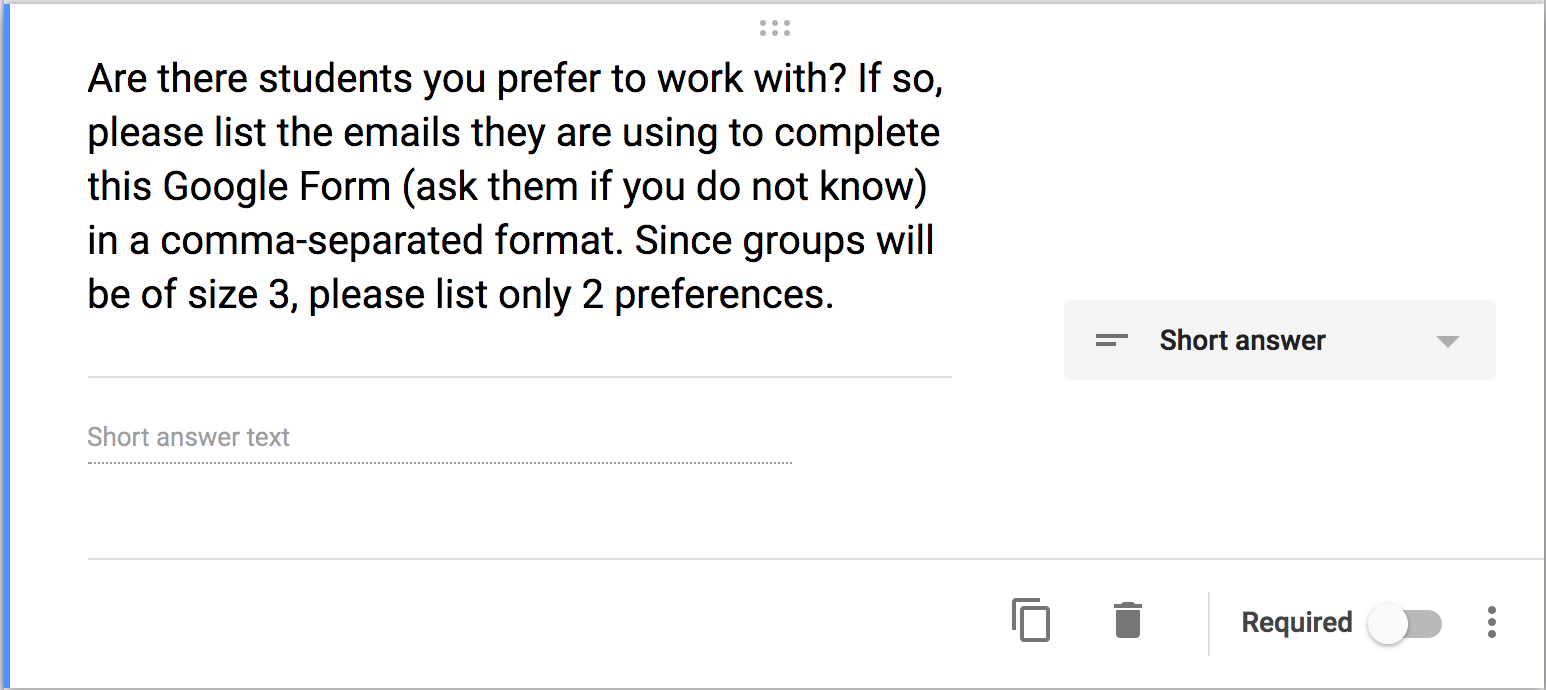 Are there students you prefer to work with? If so,
please list the emails they are using to complete
this Google Form (ask them if you do not know)
in a comma-separated format. Since groups will
be of size 3, please list only 2 preferences.
Short answer
Short answer text
Required